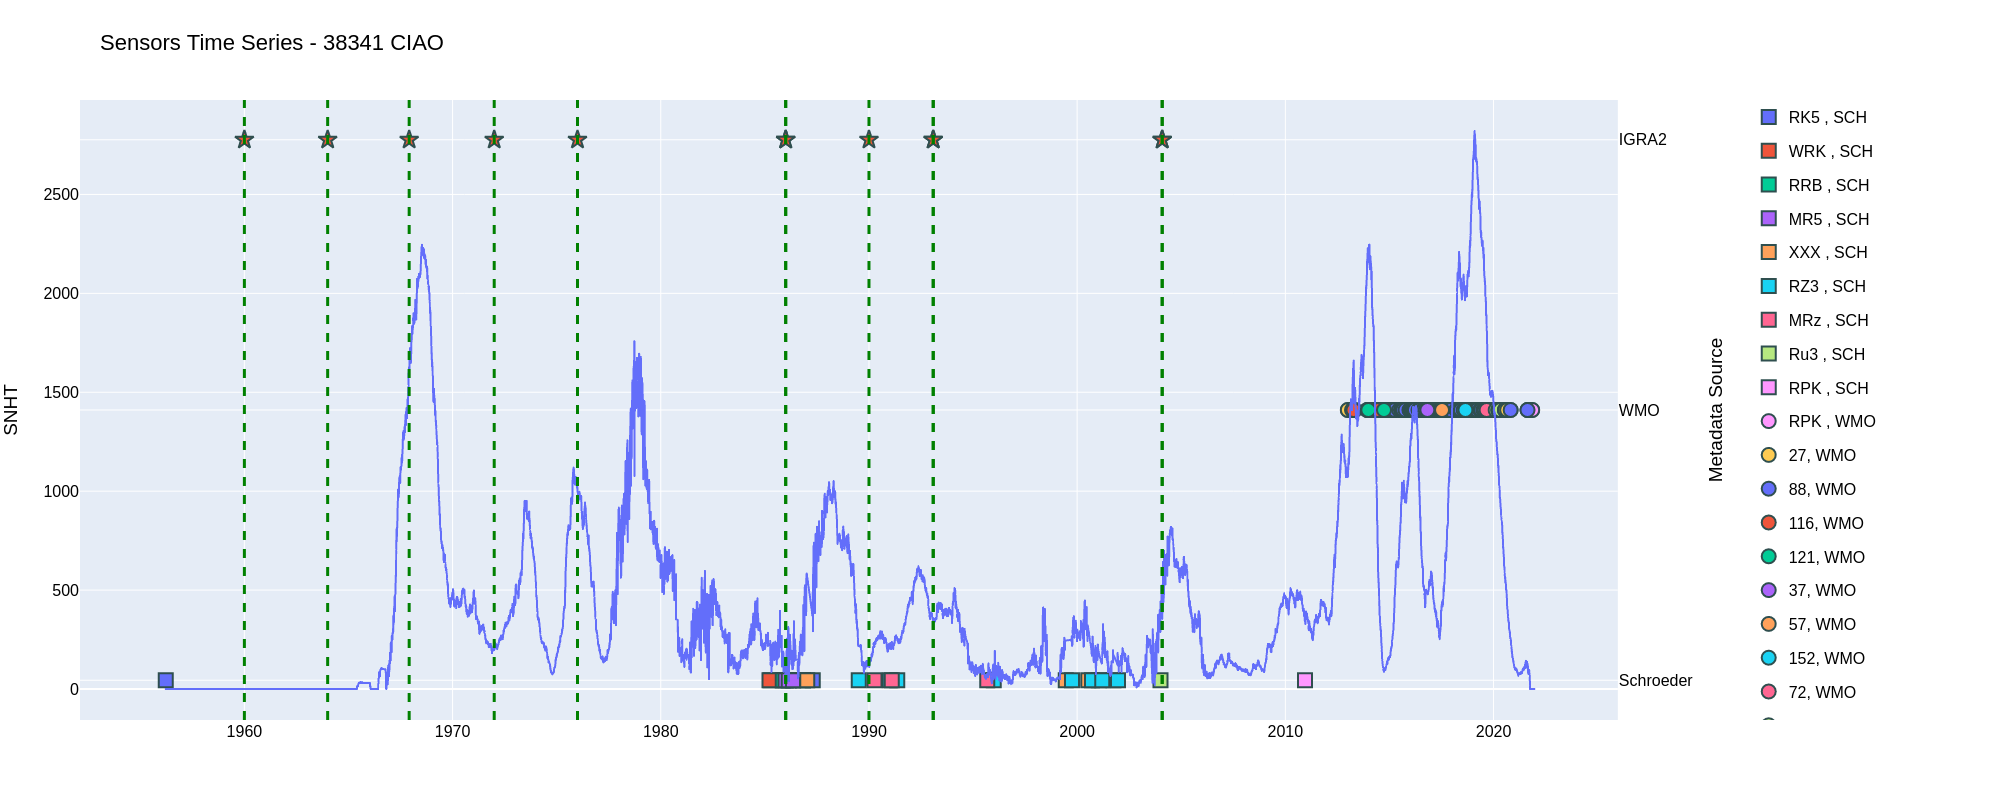 Sensors Time Series - 38341 CIAO
SNHT
2500
2000
1500
1000
500
0
1960
1970
1980
1990
2000
2010
2020
IGRA2
WMO
Schroeder
Metadata Source
RK5 , SCH
WRK , SCH
RRB , SCH
MR5 , SCH
XXX , SCH
RZ3 , SCH
MRz , SCH
Ru3 , SCH
RPK , SCH
RPK , WMO
27, WMO
88, WMO
116, WMO
121, WMO
37, WMO
57, WMO
152, WMO
72, WMO